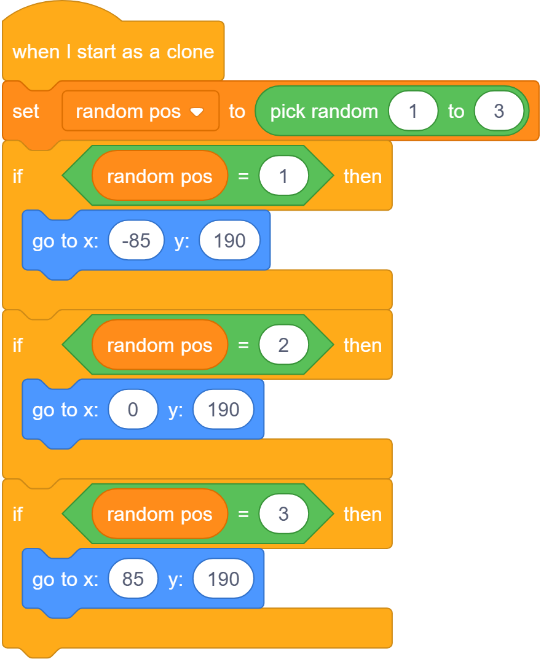 when I start as a clone
set random pos to pick random 1 to 3
if random pos = 1 then
go to x: -85 y: 190
if random pos = 2 then
go to x: 0 y: 190
if random pos = 3 then
go to x: 85 y: 190